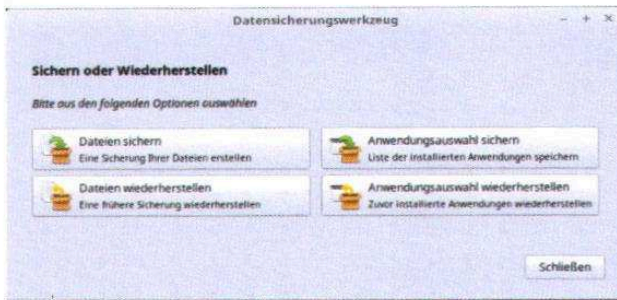 Datensicherungswerkzeug
Sichern oder Wiederherstellen
Bitte aus den folgenden Optionen auswählen
Dateien sichern
Eine Sicherung Ihrer Dateien erstellen
Anwendungsauswahl sichern
Liste der installierten Anwendungen speichern
Dateien wiederherstellen
Eine frühere Sicherung wiederherstellen
Anwendungsauswahl wiederherstellen
Zuvor installierte Anwendungen wiederherstellen
Schließen